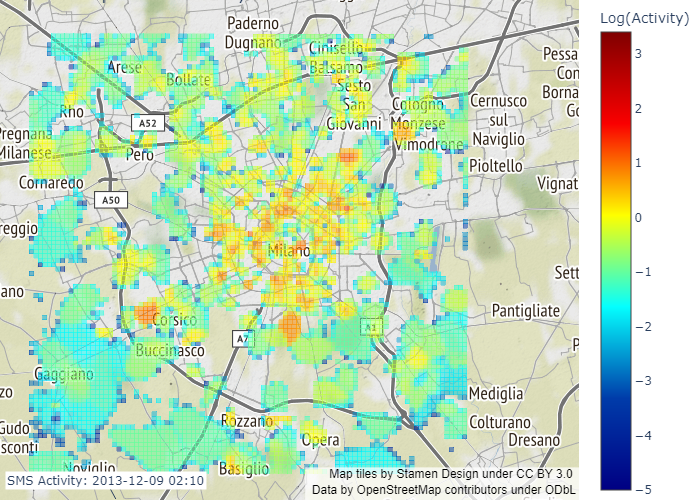 Log(Activity)
3
2
1
0
−1
−2
−3
−4
−5
Paderno
Dugnano
Cinisello
Balsamo
Arese
Bollate
Sesto
San
Giovanni
Rho
A52
Cologno
Monzese
Vimodrone
Cernusco
sul
Naviglio
Pessa
Con
Borna
Go
Pregnana
Milanese
Pero
Pioltello
Cornaredo
Vignat
A50
reggio
Milano
Sett
ano
Pantigliate
Corsico
A7
A1
P
Buccinasco
Gaggiano
zo
Mediglia
Gudo
sconti
Rozzano
Opera
Colturano
Dresano
Noviglio
Basiglio
SMS Activity: 2013-12-09 02:10
Map tiles by Stamen Design under CC BY 3.0
Data by OpenStreetMap contributors under ODbL